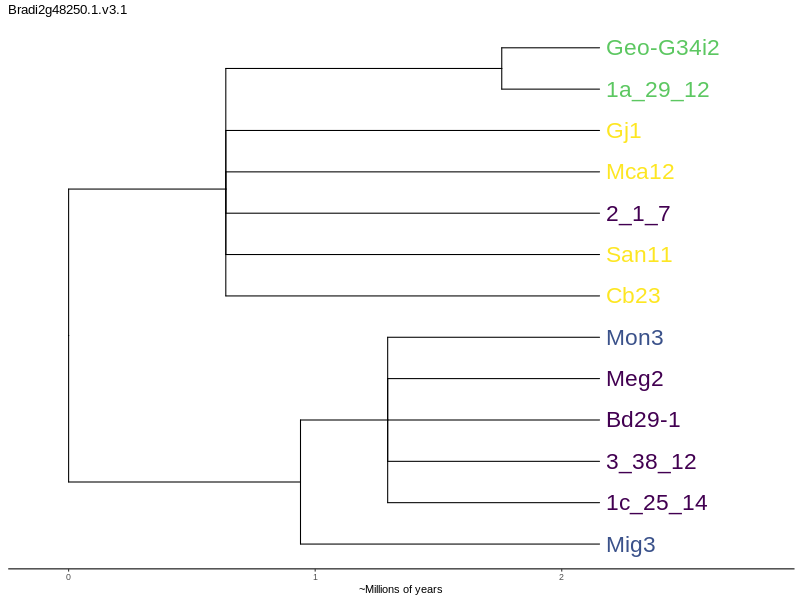 Bradi2g48250.1.v3.1
Geo-G34i2
1a_29_12
Gj1
Mca12
2_1_7
San11
Cb23
Mon3
Meg2
Bd29-1
3_38_12
1c_25_14
Mig3
0 1 2
~Millions of years